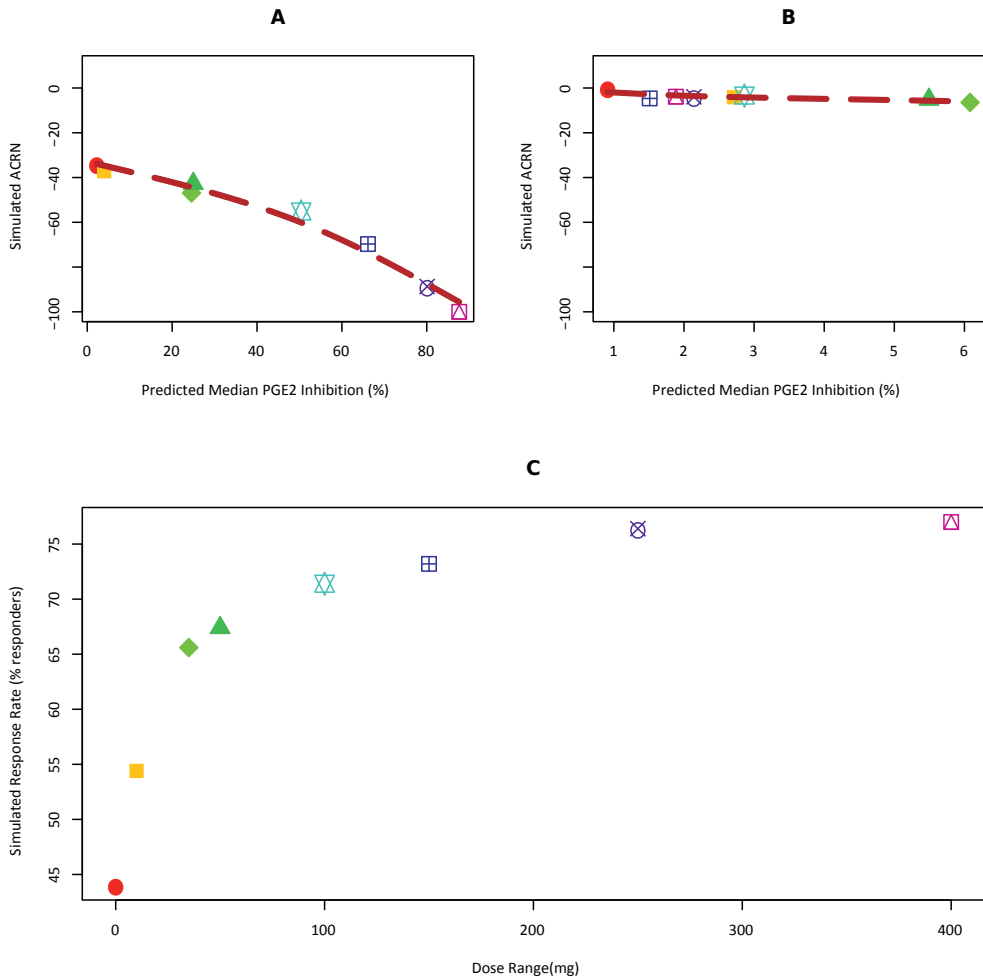 A
Simulated ACRN
0
−20
−40
−60
−100
0 20 40 60 80
Predicted Median PGE2 Inhibition (%)
B
Simulated ACRN
0
−20
−40
−60
−100
1 2 3 4 5 6
Predicted Median PGE2 Inhibition (%)
C
Simulated Response Rate (% responders)
75
70
65
60
55
50
45
0 100 200 300 400
Dose Range(mg)